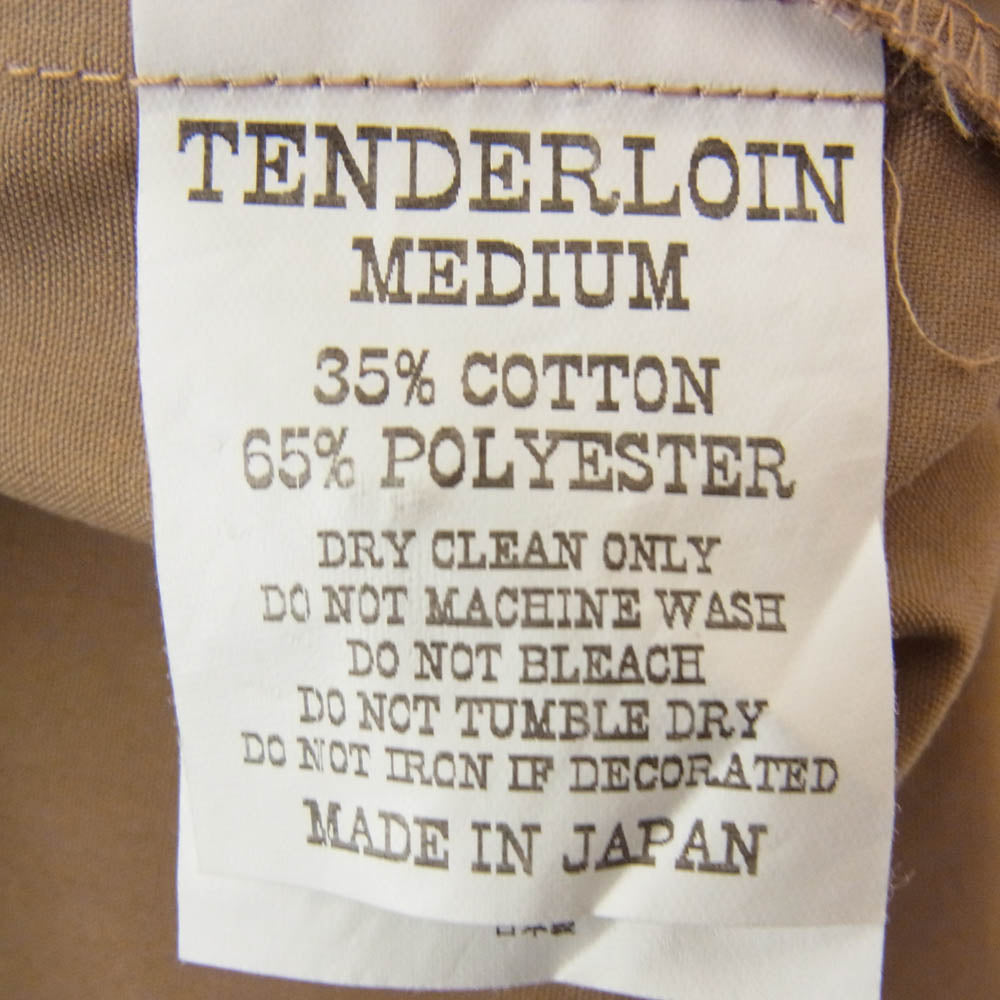 TENDERLOIN
MEDIUM
35% COTTON
65% POLYESTER
DRY CLEAN ONLY
DO NOT MACHINE WASH
DO NOT BLEACH
DO NOT TUMBLE DRY
DO NOT IRON IF DECORATED
MADE IN JAPAN